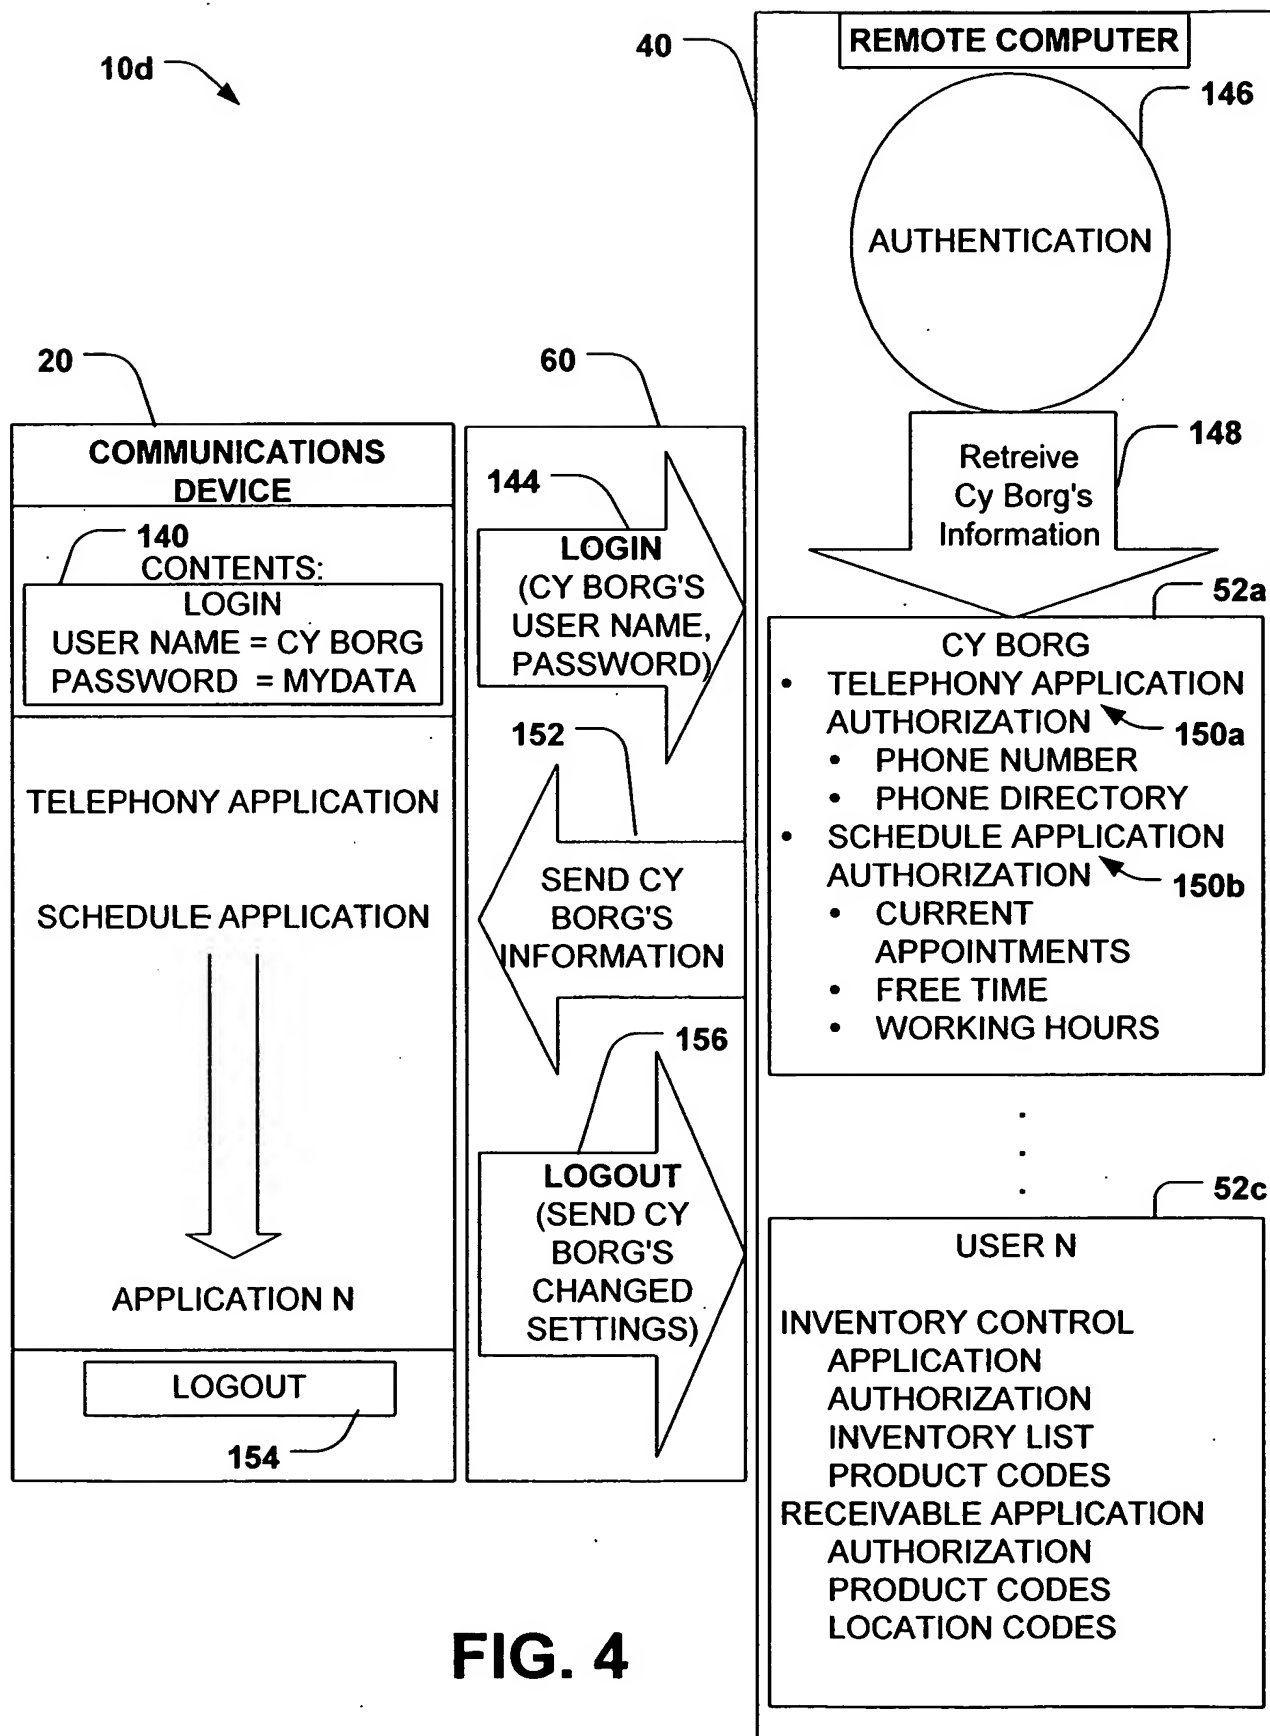 10d
40
REMOTE COMPUTER
146
AUTHENTICATION
20
60
148
Retreive
Cy Borg's
Information
COMMUNICATIONS
DEVICE
140
CONTENTS:
LOGIN
USER NAME = CY BORG
PASSWORD = MYDATA
TELEPHONY APPLICATION
SCHEDULE APPLICATION
APPLICATION N
LOGOUT
154
144
LOGIN
(CY BORG'S
USER NAME,
PASSWORD)
152
SEND CY
BORG'S
INFORMATION
156
LOGOUT
(SEND CY
BORG'S
CHANGED
SETTINGS)
52a
CY BORG
• TELEPHONY APPLICATION
AUTHORIZATION
150a
• PHONE NUMBER
• PHONE DIRECTORY
• SCHEDULE APPLICATION
AUTHORIZATION
150b
• CURRENT
APPOINTMENTS
• FREE TIME
• WORKING HOURS
52c
USER N
INVENTORY CONTROL
APPLICATION
AUTHORIZATION
INVENTORY LIST
PRODUCT CODES
RECEIVABLE APPLICATION
AUTHORIZATION
PRODUCT CODES
LOCATION CODES
FIG. 4